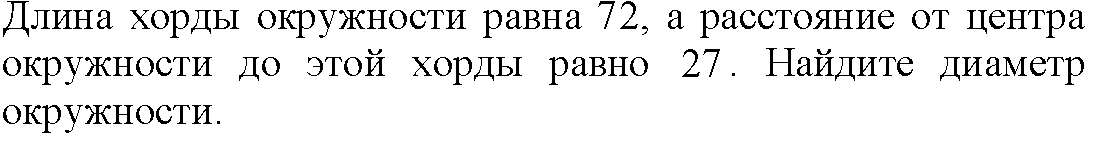 Длина хорды окружности равна 72, а расстояние от центра
окружности до этой хорды равно 27. Найдите диаметр
окружности.